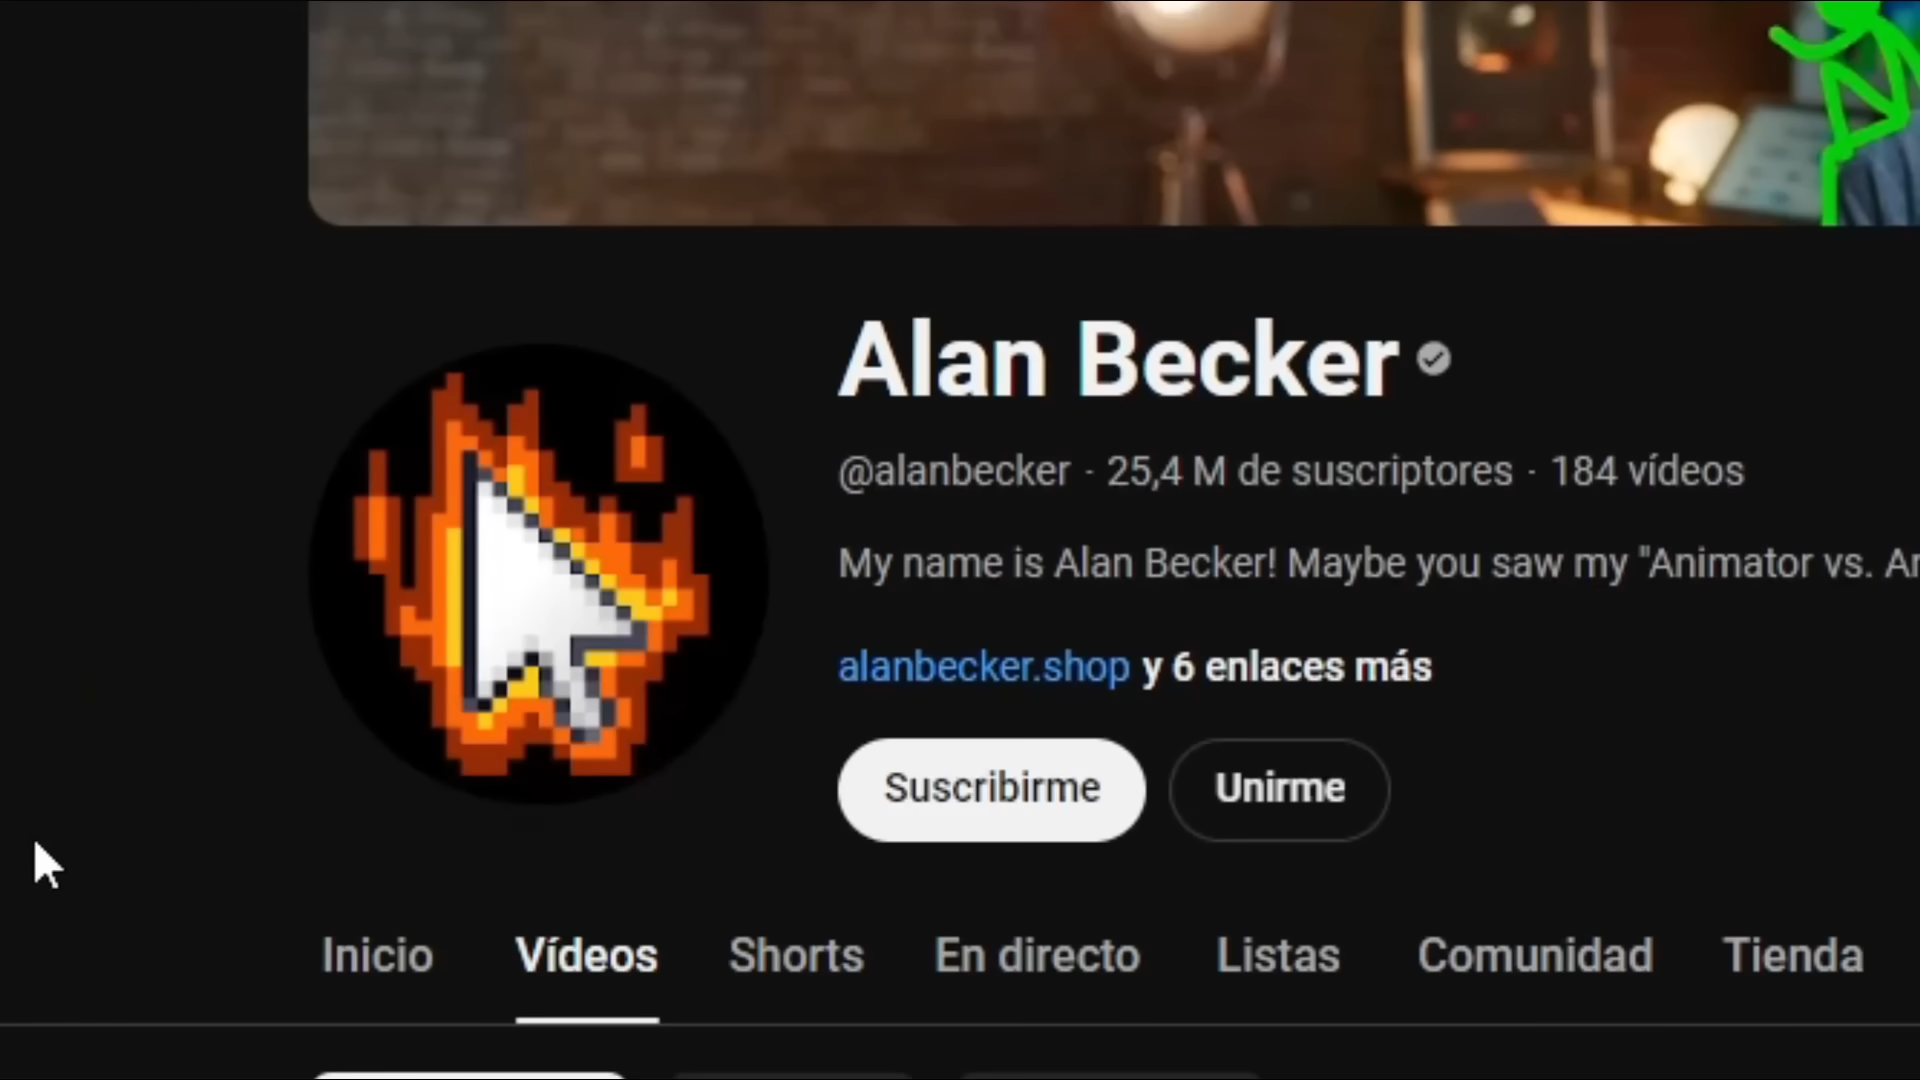 Alan Becker
@alanbecker · 25,4 M de suscriptores · 184 vídeos
My name is Alan Becker! Maybe you saw my "Animator vs.
alanbecker.shop y 6 enlaces más
Suscribirme Unirme
Inicio Vídeos Shorts En directo Listas Comunidad Tienda